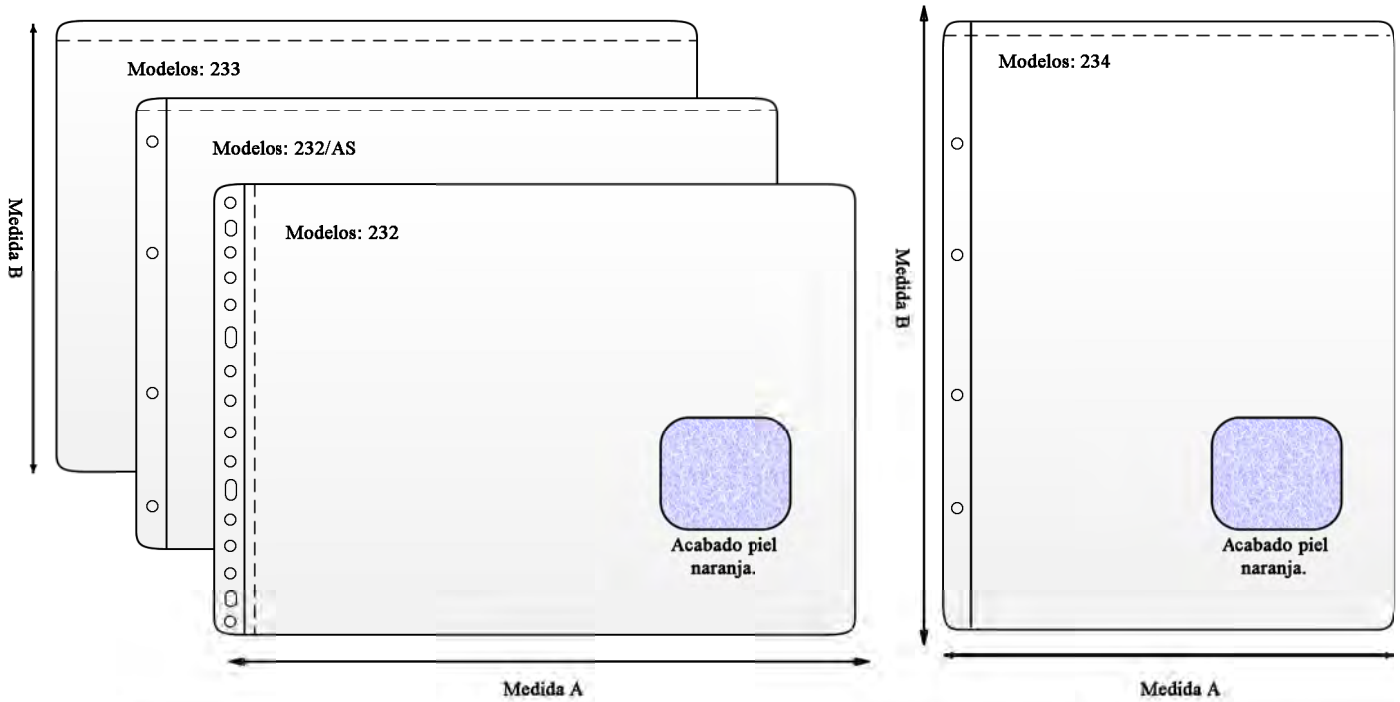 Modelos: 233
Modelos: 232/AS
Modelos: 232
Medida B
Acabado piel
naranja.
Medida A
Modelos: 234
Medida B
Acabado piel
naranja.
Medida A